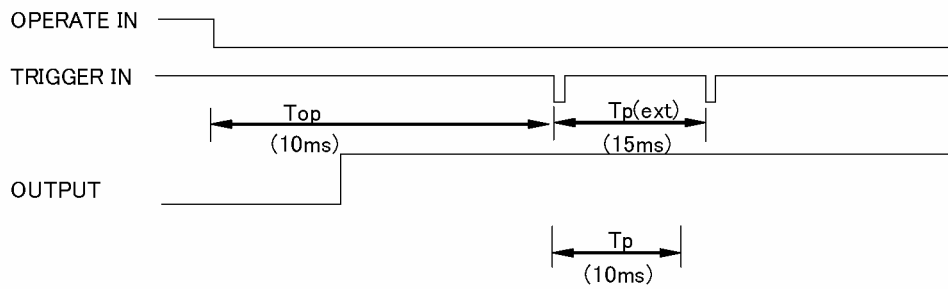 OPERATE IN
TRIGGER IN
Top
Tp(ext)
(10ms)
(15ms)
OUTPUT
Tp
(10ms)